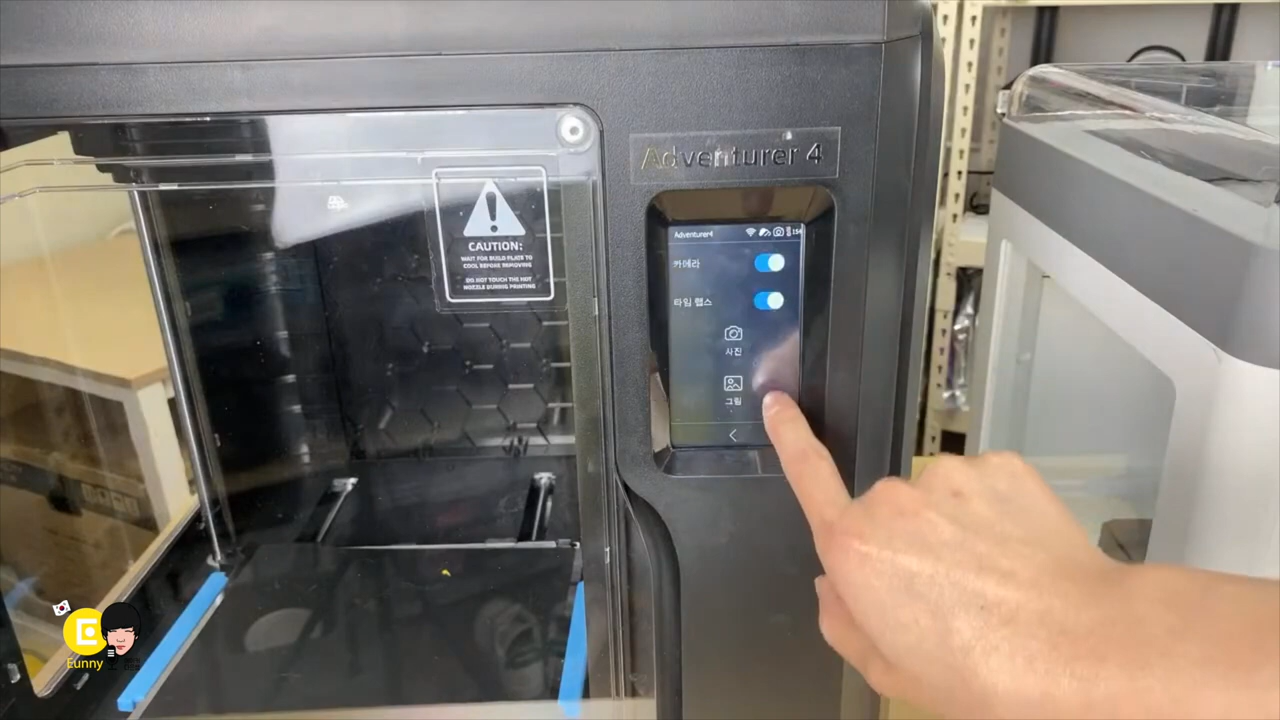 Adventurer 4
CAUTION:
WAIT FOR BUILD PLATE TO
COOL BEFORE REMOVING
DO NOT TOUCH THE HOT
NOZZLE DURING PRINTING
Adventurer4
카메라
타임 랩스
사진
그림
Eunny